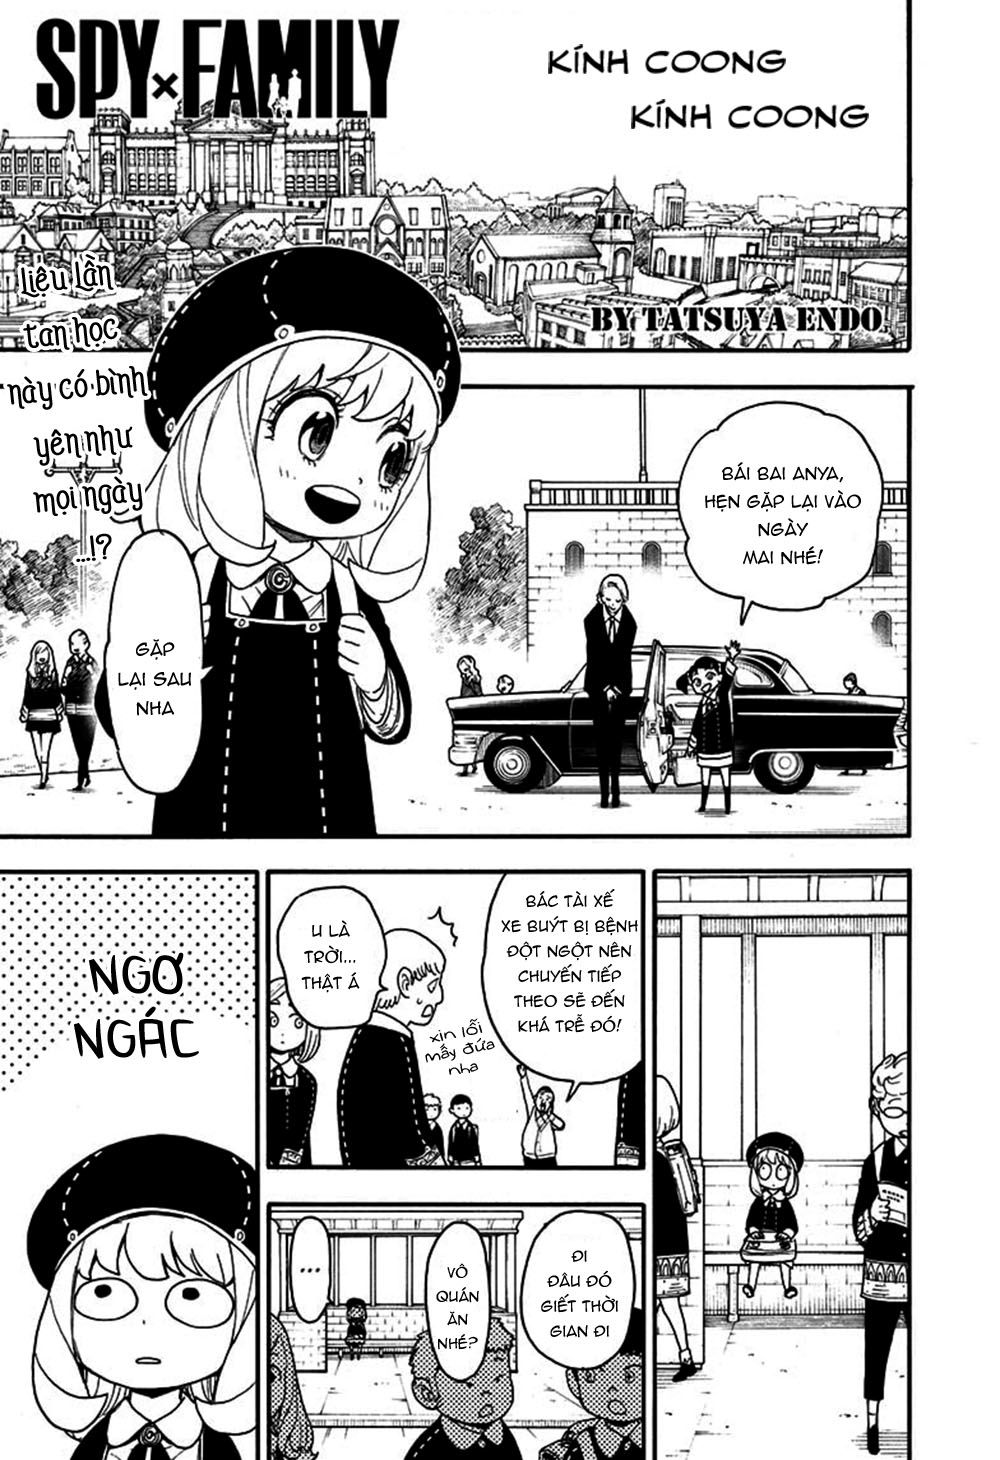 SPY×FAMILY
KÍNH COONG
KÍNH COONG
BY TATSUYA ENDO
BÁI BAI ANYA,
HẸN GẶP LẠI VÀO
NGÀY
MAI NHÉ!
liệu lần
tan học
này có bình
yên như
mọi ngày
...!?
GẶP
LẠI SAU
NHA
BÁC TÀI XẾ
XE BUÝT BỊ BỆNH
ĐỘT NGỘT NÊN
CHUYẾN TIẾP
THEO SẼ ĐẾN
KHÁ TRỄ ĐÓ!
U LÀ
TRỜI...
THẬT Á
xin lỗi
mấy đứa
nha
ĐI
ĐÂU ĐÓ
GIẾT THỜI
GIAN ĐI
VÔ
QUÁN
ĂN
NHÉ?
...
NGƠ
NGÁC